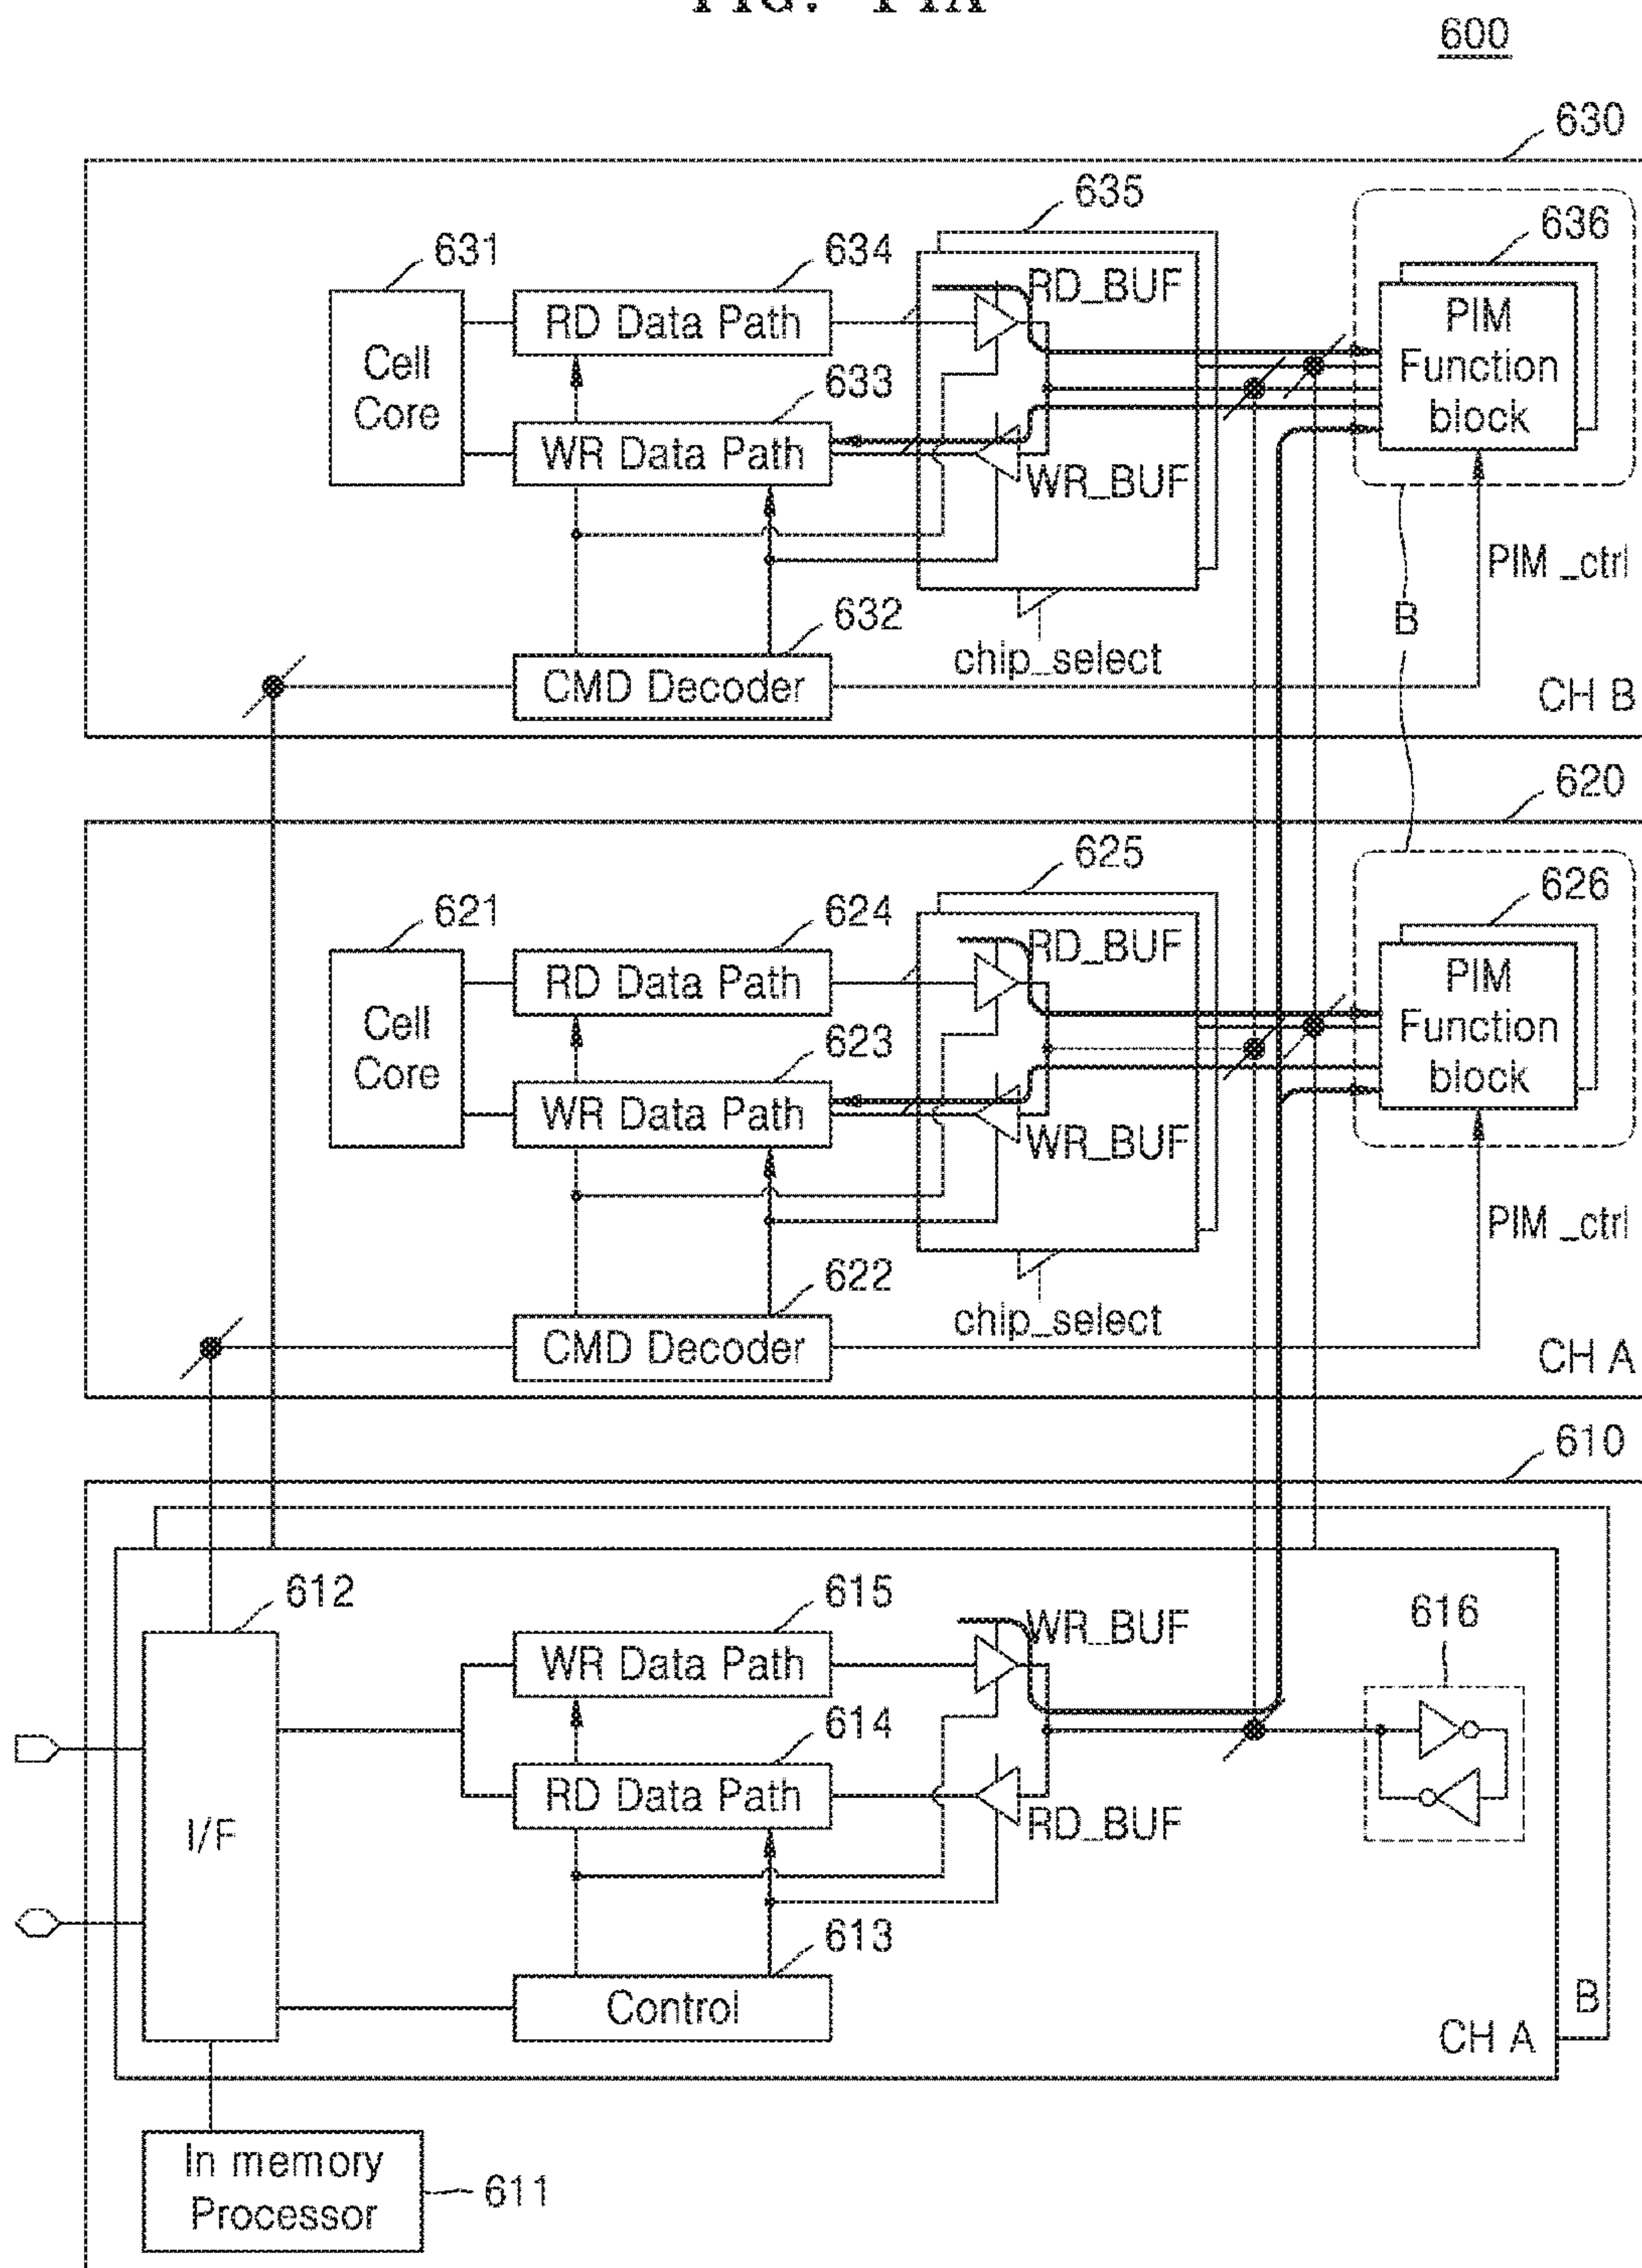 FIG. 11A
600
630
635
631
634
636
RD_BUF
RD Data Path
PIM
Function
block
Cell
Core
633
WR Data Path
WR_BUF
PIM _ctrl
632
B
chip_select
CMD Decoder
CH B
620
625
621
624
626
RD_BUF
RD Data Path
PIM
Function
block
Cell
Core
623
WR Data Path
WR_BUF
PIM _ctrl
622
chip_select
CMD Decoder
CH A
610
612
615
WR_BUF
616
WR Data Path
614
RD Data Path
I/F
RD_BUF
613
Control
B
CH A
In memory
Processor
611